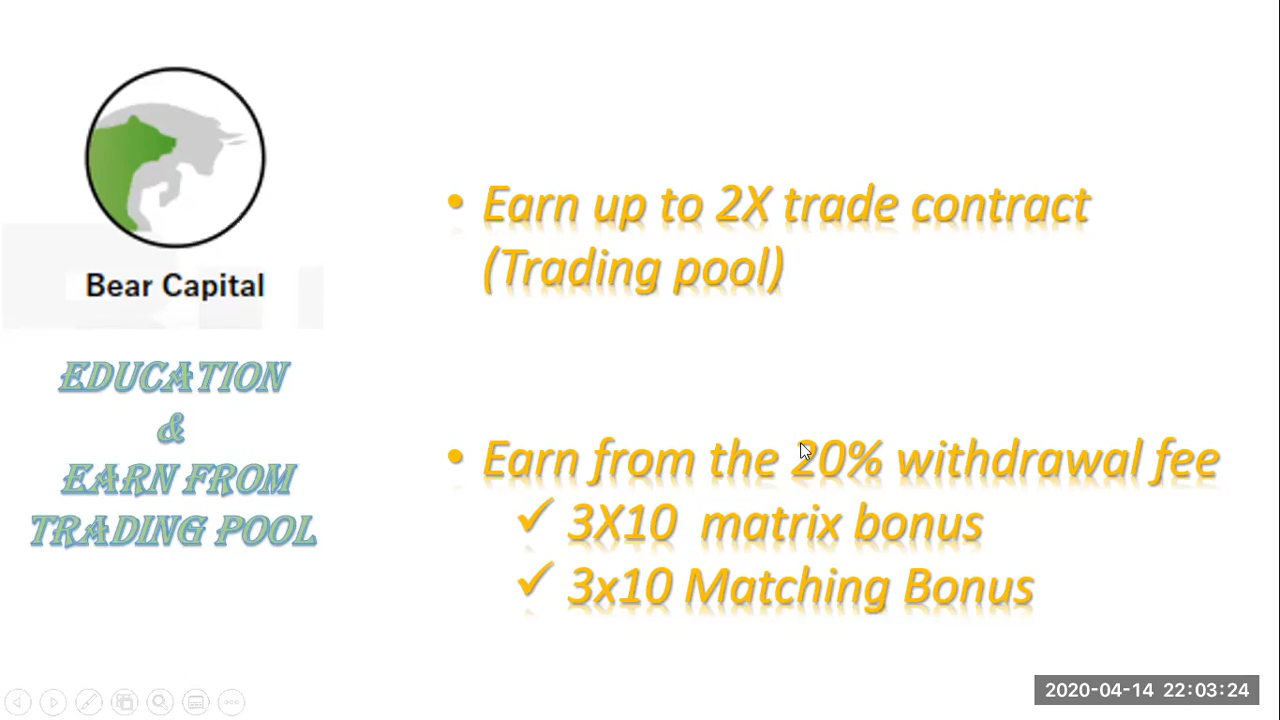 Bear Capital
EDUCATION
&
EARN FROM
TRADING POOL
• Earn up to 2X trade contract
(Trading pool)
• Earn from the 20% withdrawal fee
✓ 3X10 matrix bonus
✓ 3x10 Matching Bonus
2020-04-14 22:03:24